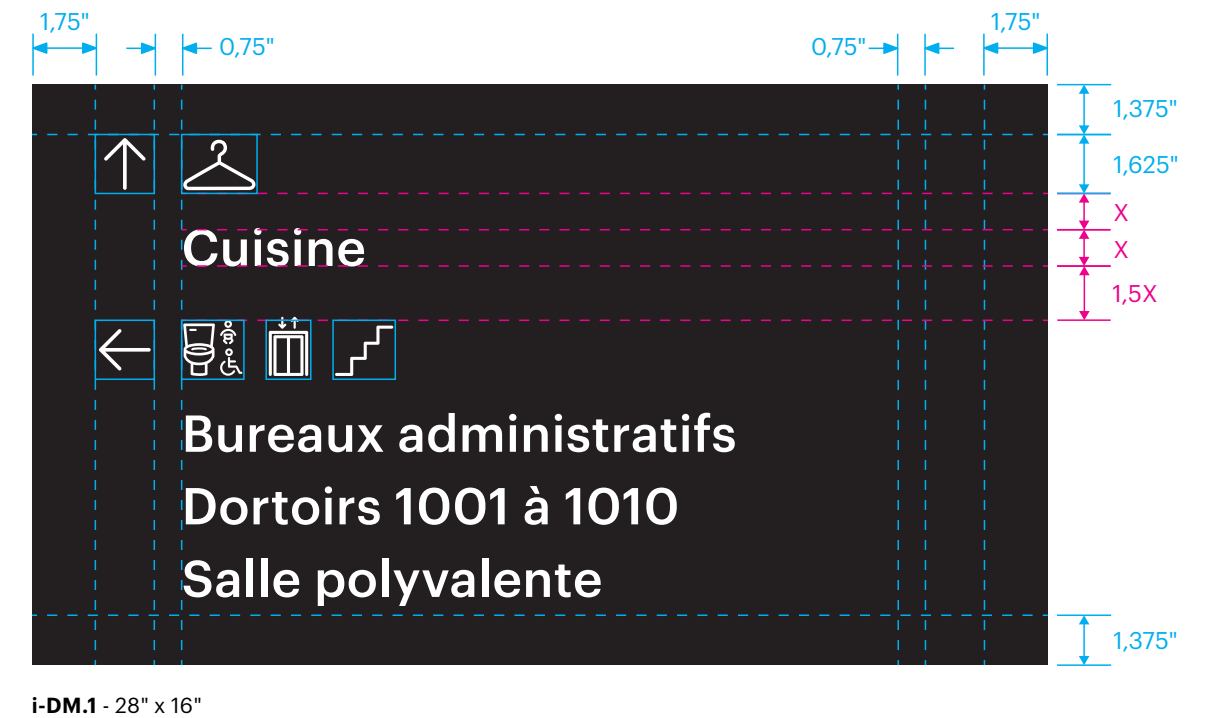 1,75"
0,75"
0,75"
1,75"
1,375"
1,625"
X
Cuisine
X
1,5X
Bureaux administratifs
Dortoirs 1001 à 1010
Salle polyvalente
1,375"
i-DM.1 - 28" x 16"